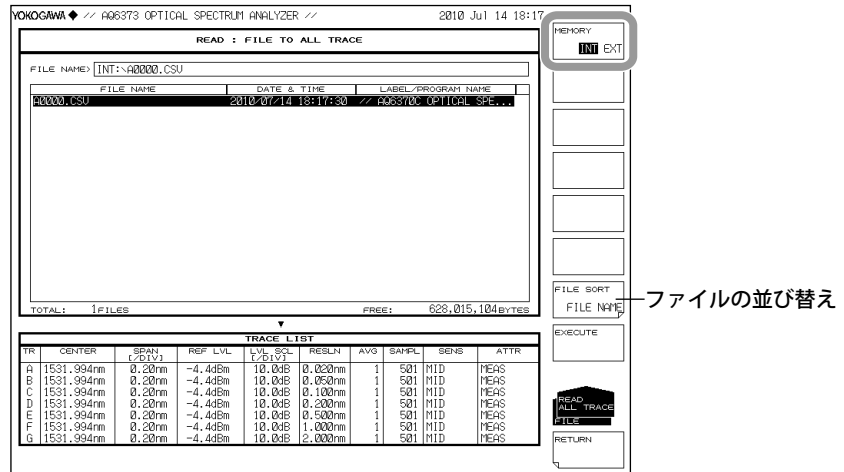 YOKOGAWA ◆ // AQ6373 OPTICAL SPECTRUM ANALYZER // 2010 Jul 14 18:17
READ : FILE TO ALL TRACE
FILE NAME> INT:\A0000.CSV
FILE NAME DATE & TIME LABEL/PROGRAM NAME
A0000.CSV 2010/07/14 18:17:30 // AQ6370C OPTICAL SPE...
TOTAL: 1FILES FREE: 628,015,104BYTES
▼
TRACE LIST
TR CENTER SPAN [/DIV] REF LVL LVL SCL [/DIV] RESLN AVG SAMPL SENS ATTR
A 1531.994nm 0.20nm -4.4dBm 10.0dB 0.020nm 1 501 MID MEAS
B 1531.994nm 0.20nm -4.4dBm 10.0dB 0.050nm 1 501 MID MEAS
C 1531.994nm 0.20nm -4.4dBm 10.0dB 0.100nm 1 501 MID MEAS
D 1531.994nm 0.20nm -4.4dBm 10.0dB 0.200nm 1 501 MID MEAS
E 1531.994nm 0.20nm -4.4dBm 10.0dB 0.500nm 1 501 MID MEAS
F 1531.994nm 0.20nm -4.4dBm 10.0dB 1.000nm 1 501 MID MEAS
G 1531.994nm 0.20nm -4.4dBm 10.0dB 2.000nm 1 501 MID MEAS
MEMORY
INT EXT
FILE SORT
FILE NAME
ファイルの並び替え
EXECUTE
READ
ALL TRACE
FILE
RETURN